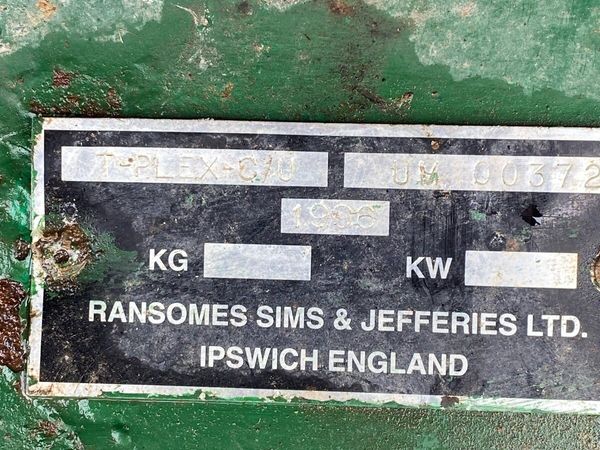 T-PLEX-C/U UM 00372
1996
KG KW
RANSOMES SIMS & JEFFERIES LTD.
IPSWICH ENGLAND